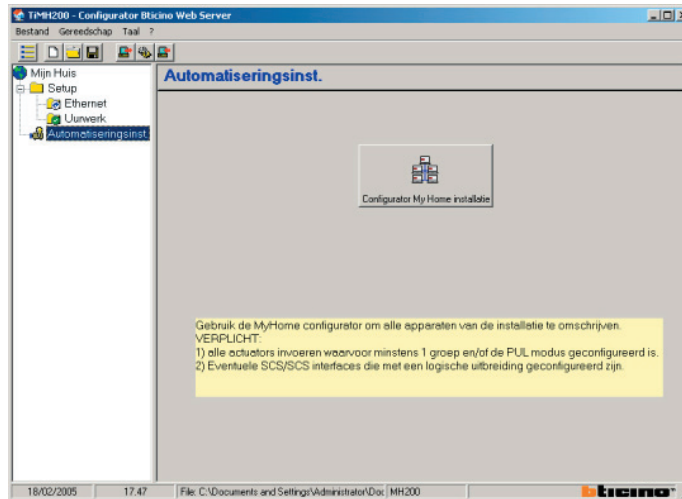 TiMH200 - Configurator Bticino Web Server
Bestand Gereedschap Taal ?
Mijn Huis
Setup
Ethernet
Uurwerk
Automatiseringsinst.
Automatiseringsinst.
Configurator My Home installatie
Gebruik de MyHome configurator om alle apparaten van de installatie te omschrijven.
VERPLICHT:
1) alle actuators invoeren waarvoor minstens 1 groep en/of de PUL modus geconfigureerd is.
2) Eventuele SCS/SCS interfaces die met een logische uitbreiding geconfigureerd zijn.
18/02/2005 17.47 File: C:\Documents and Settings\Administrator\Doc MH200
bticino